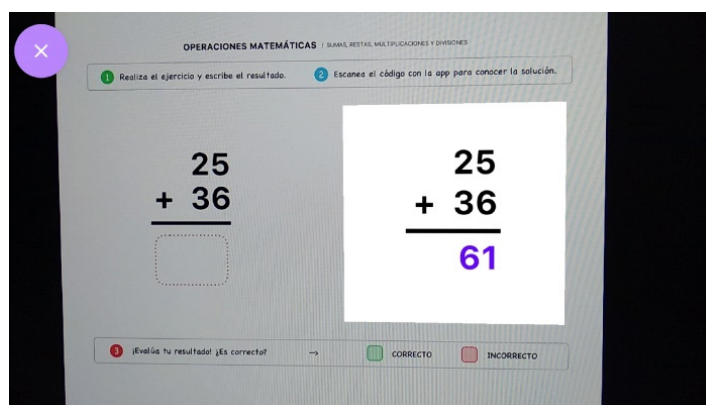 OPERACIONES MATEMÁTICAS / SUMAS, RESTAS, MULTIPLICACIONES Y DIVISIONES
1 Realiza el ejercicio y escribe el resultado.
2 Escanea el código con la app para conocer la solución.
25
+ 36
25
+ 36
61
3 ¡Evalúa tu resultado! ¿Es correcto? → CORRECTO INCORRECTO